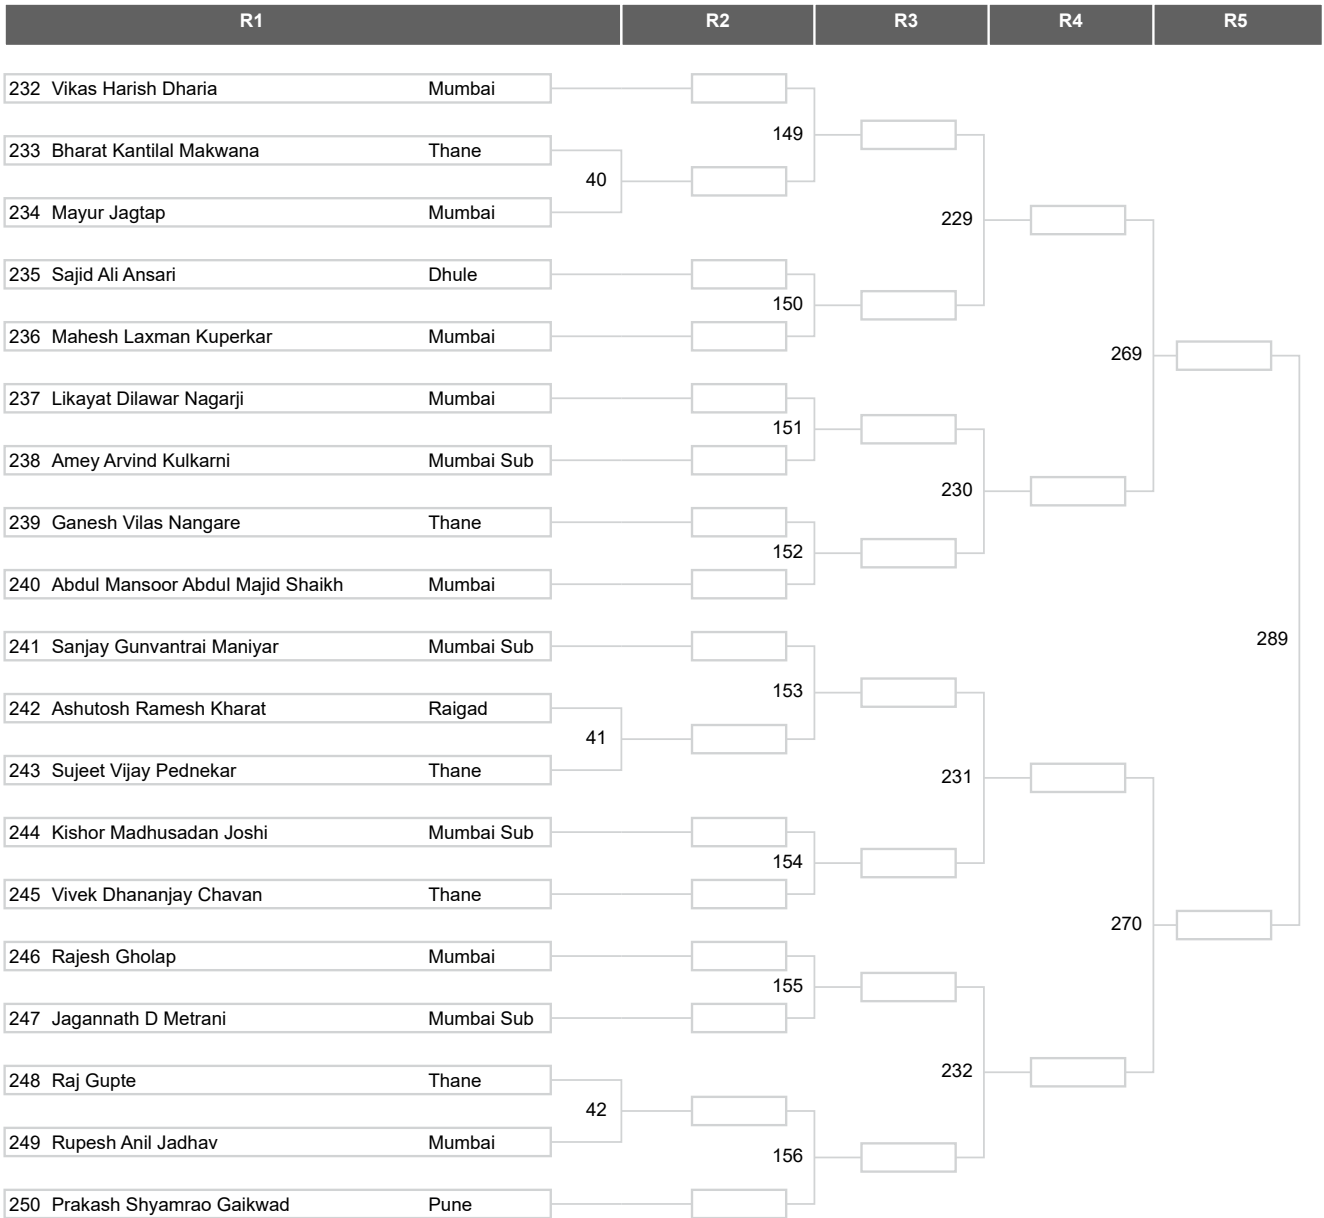 R1 R2 R3 R4 R5
232 Vikas Harish Dharia Mumbai
149
233 Bharat Kantilal Makwana Thane
40
234 Mayur Jagtap Mumbai
229
235 Sajid Ali Ansari Dhule
150
236 Mahesh Laxman Kuperkar Mumbai
269
237 Likayat Dilawar Nagarji Mumbai
151
238 Amey Arvind Kulkarni Mumbai Sub
230
239 Ganesh Vilas Nangare Thane
152
240 Abdul Mansoor Abdul Majid Shaikh Mumbai
289
241 Sanjay Gunvantrai Maniyar Mumbai Sub
153
242 Ashutosh Ramesh Kharat Raigad
41
243 Sujeet Vijay Pednekar Thane
231
244 Kishor Madhusadan Joshi Mumbai Sub
154
245 Vivek Dhananjay Chavan Thane
270
246 Rajesh Gholap Mumbai
155
247 Jagannath D Metrani Mumbai Sub
232
248 Raj Gupte Thane
42
249 Rupesh Anil Jadhav Mumbai
156
250 Prakash Shyamrao Gaikwad Pune